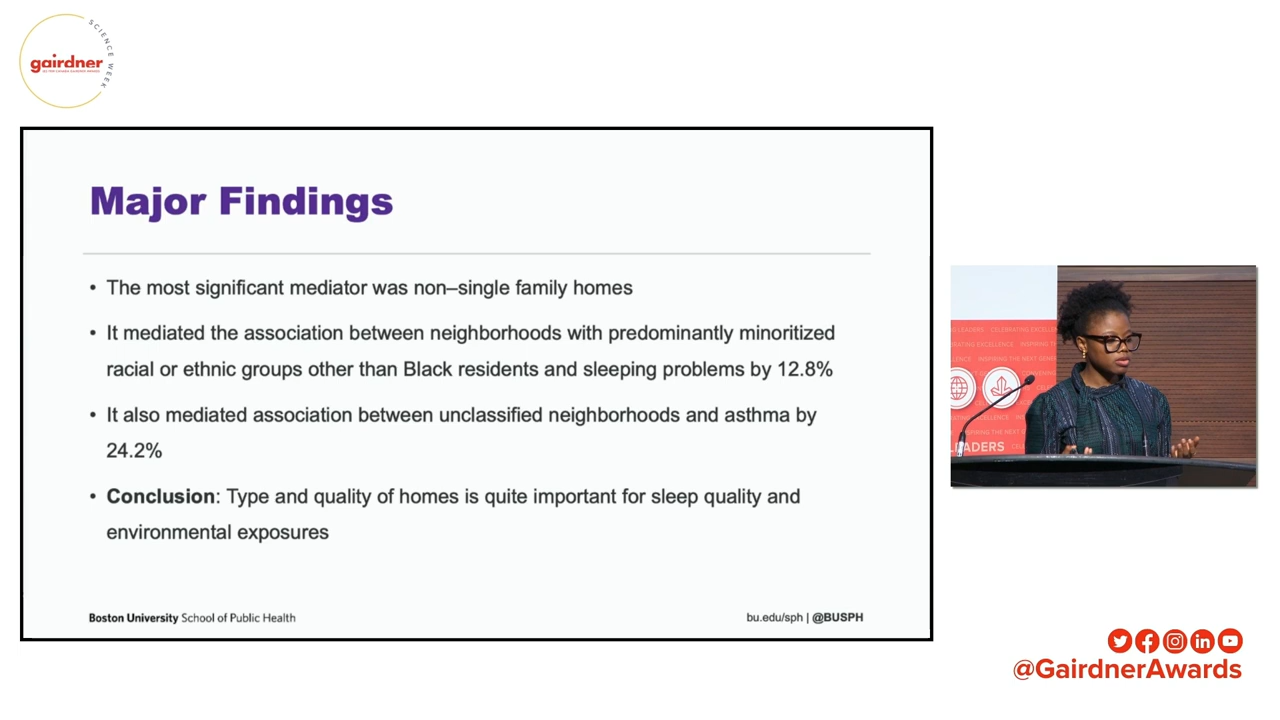 SCIENCE WEEK
gairdner
Major Findings
• The most significant mediator was non–single family homes
• It mediated the association between neighborhoods with predominantly minoritized
racial or ethnic groups other than Black residents and sleeping problems by 12.8%
• It also mediated association between unclassified neighborhoods and asthma by
24.2%
• Conclusion: Type and quality of homes is quite important for sleep quality and
environmental exposures
Boston University School of Public Health
bu.edu/sph | @BUSPH
CELEBRATING EXCELLENCE
LEADERS
@GairdnerAwards